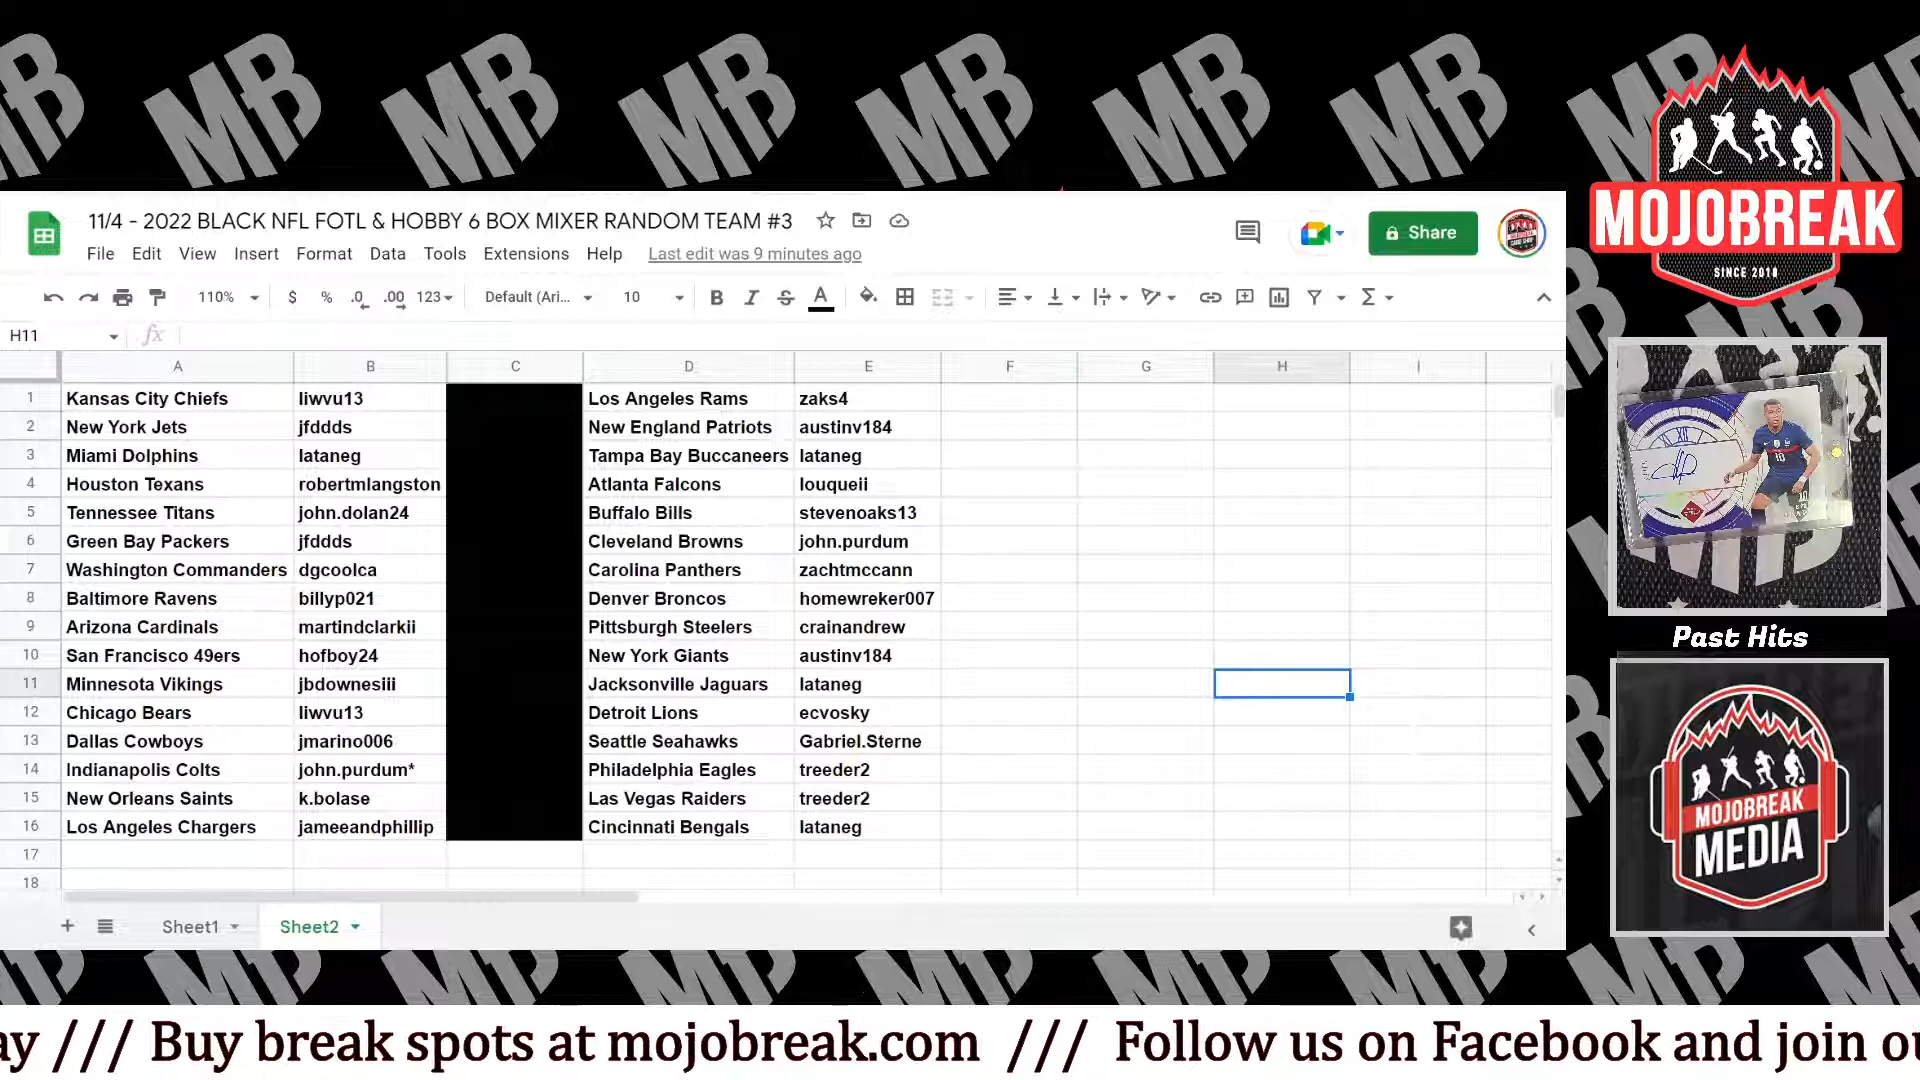 MOJOBREAK
SINCE 2010
11/4 - 2022 BLACK NFL FOTL & HOBBY 6 BOX MIXER RANDOM TEAM #3
Share
File Edit View Insert Format Data Tools Extensions Help Last edit was 9 minutes ago
110% $ % .0 .00 123 Default (Ari... 10 B I S A
H11 fx
A B C D E F G H I
1 Kansas City Chiefs liwvu13 Los Angeles Rams zaks4
2 New York Jets jfddds New England Patriots austinv184
3 Miami Dolphins lataneg Tampa Bay Buccaneers lataneg
4 Houston Texans robertmlangston Atlanta Falcons louqueii
5 Tennessee Titans john.dolan24 Buffalo Bills stevenoaks13
6 Green Bay Packers jfddds Cleveland Browns john.purdum
7 Washington Commanders dgcoolca Carolina Panthers zachtmccann
8 Baltimore Ravens billyp021 Denver Broncos homewreker007
9 Arizona Cardinals martindclarkii Pittsburgh Steelers crainandrew
10 San Francisco 49ers hofboy24 New York Giants austinv184
11 Minnesota Vikings jbdownesiii Jacksonville Jaguars lataneg
12 Chicago Bears liwvu13 Detroit Lions ecvosky
13 Dallas Cowboys jmarino006 Seattle Seahawks Gabriel.Sterne
14 Indianapolis Colts john.purdum* Philadelphia Eagles treeder2
15 New Orleans Saints k.bolase Las Vegas Raiders treeder2
16 Los Angeles Chargers jameeandphillip Cincinnati Bengals lataneg
17
18
Sheet1 Sheet2
Past Hits
MOJOBREAK
MEDIA
ay /// Buy break spots at mojobreak.com /// Follow us on Facebook and join ou